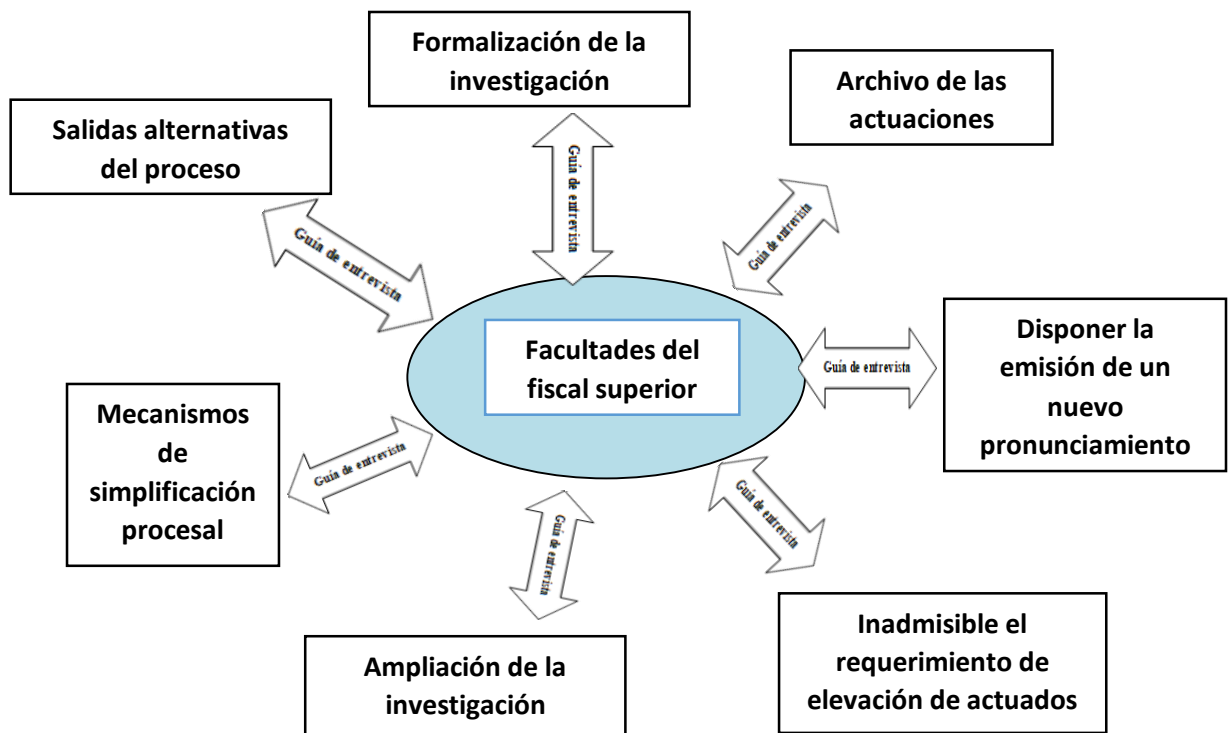 Formalización de la
investigación
Archivo de las
actuaciones
Salidas alternativas
del proceso
Guía de entrevista
Guía de entrevista
Guía de entrevista
Disponer la
emisión de un
nuevo
pronunciamiento
Facultades del
fiscal superior
Guía de entrevista
Mecanismos
de
simplificación
procesal
Guía de entrevista
Guía de entrevista
Guía de entrevista
Inadmisible el
requerimiento de
elevación de actuados
Ampliación de la
investigación